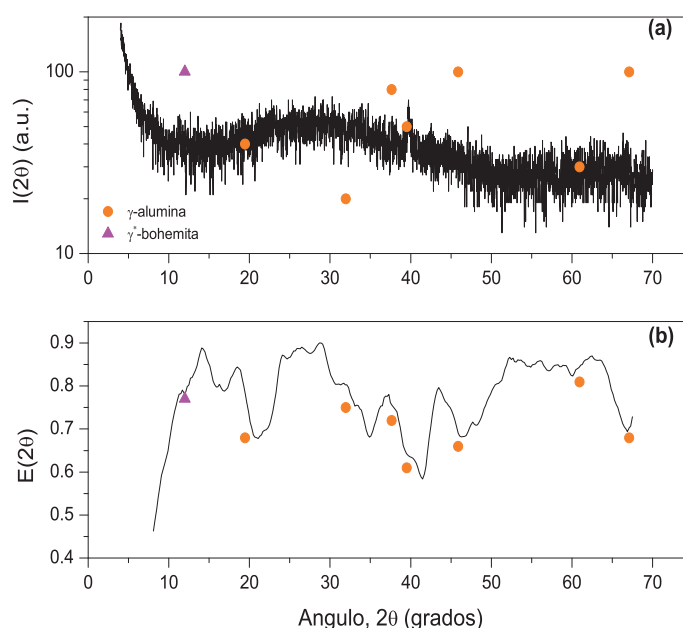 (a)
100
10
I(2θ) (a.u.)
γ-alumina
γ*-bohemita
0 10 20 30 40 50 60 70
(b)
0.9
0.8
0.7
0.6
0.5
0.4
E(2θ)
0 10 20 30 40 50 60 70
Angulo, 2θ (grados)